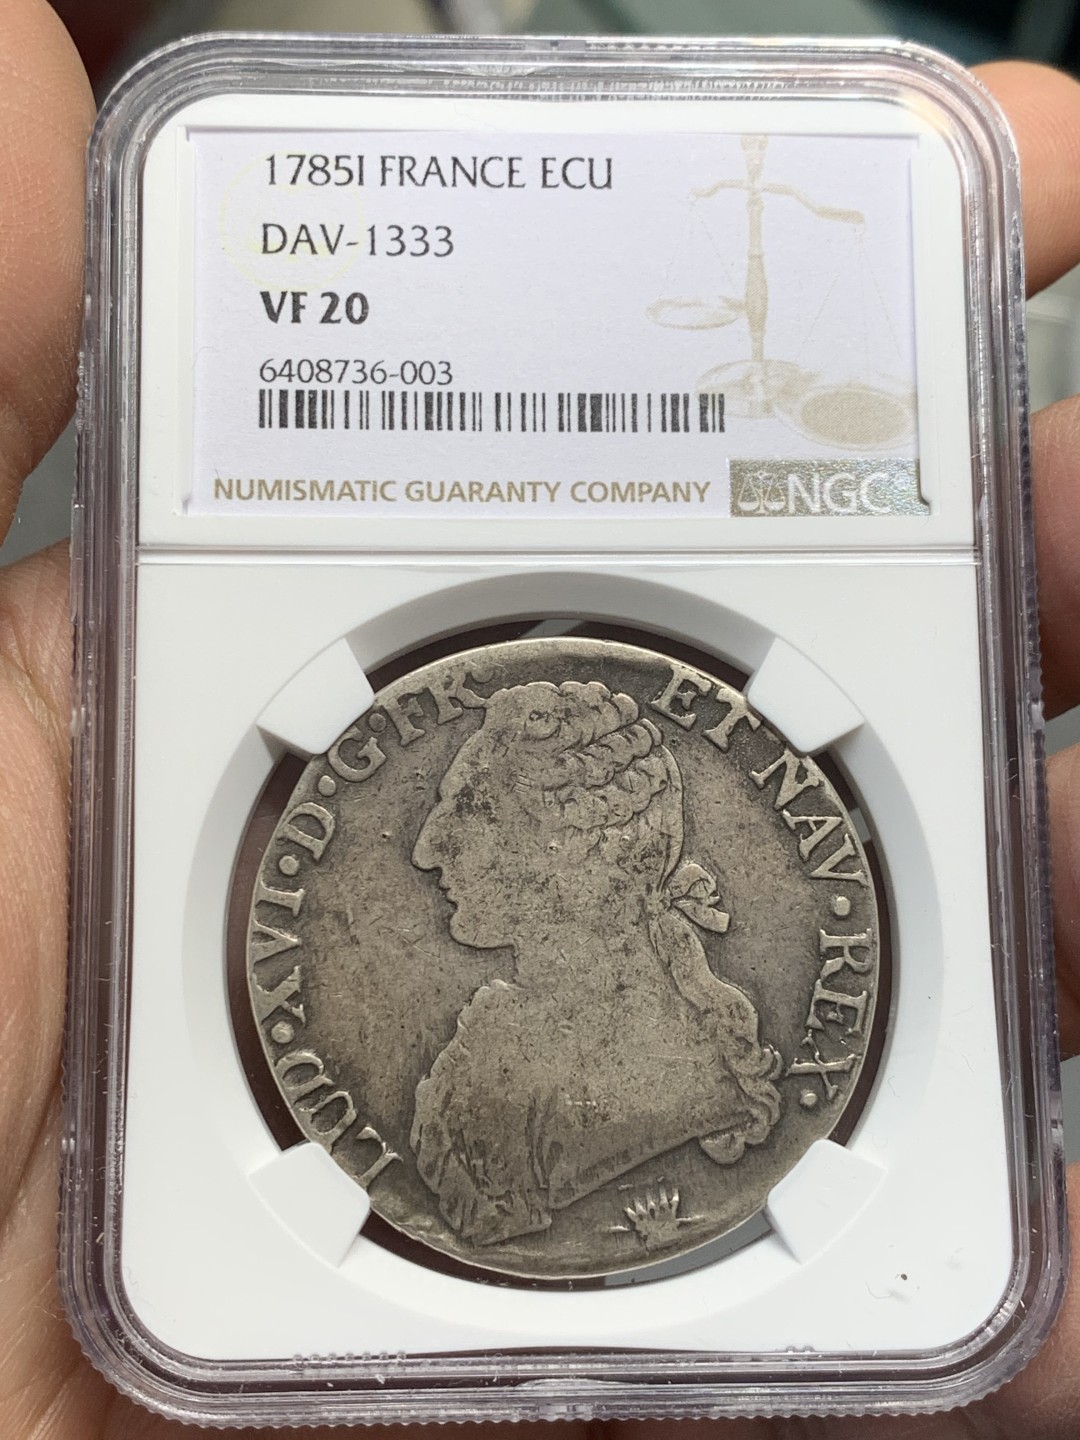 1785I FRANCE ECU
DAV-1333
VF 20
6408736-003
NUMISMATIC GUARANTY COMPANY NGC
LUD·XVI·D·G·FR· ET NAV·REX·